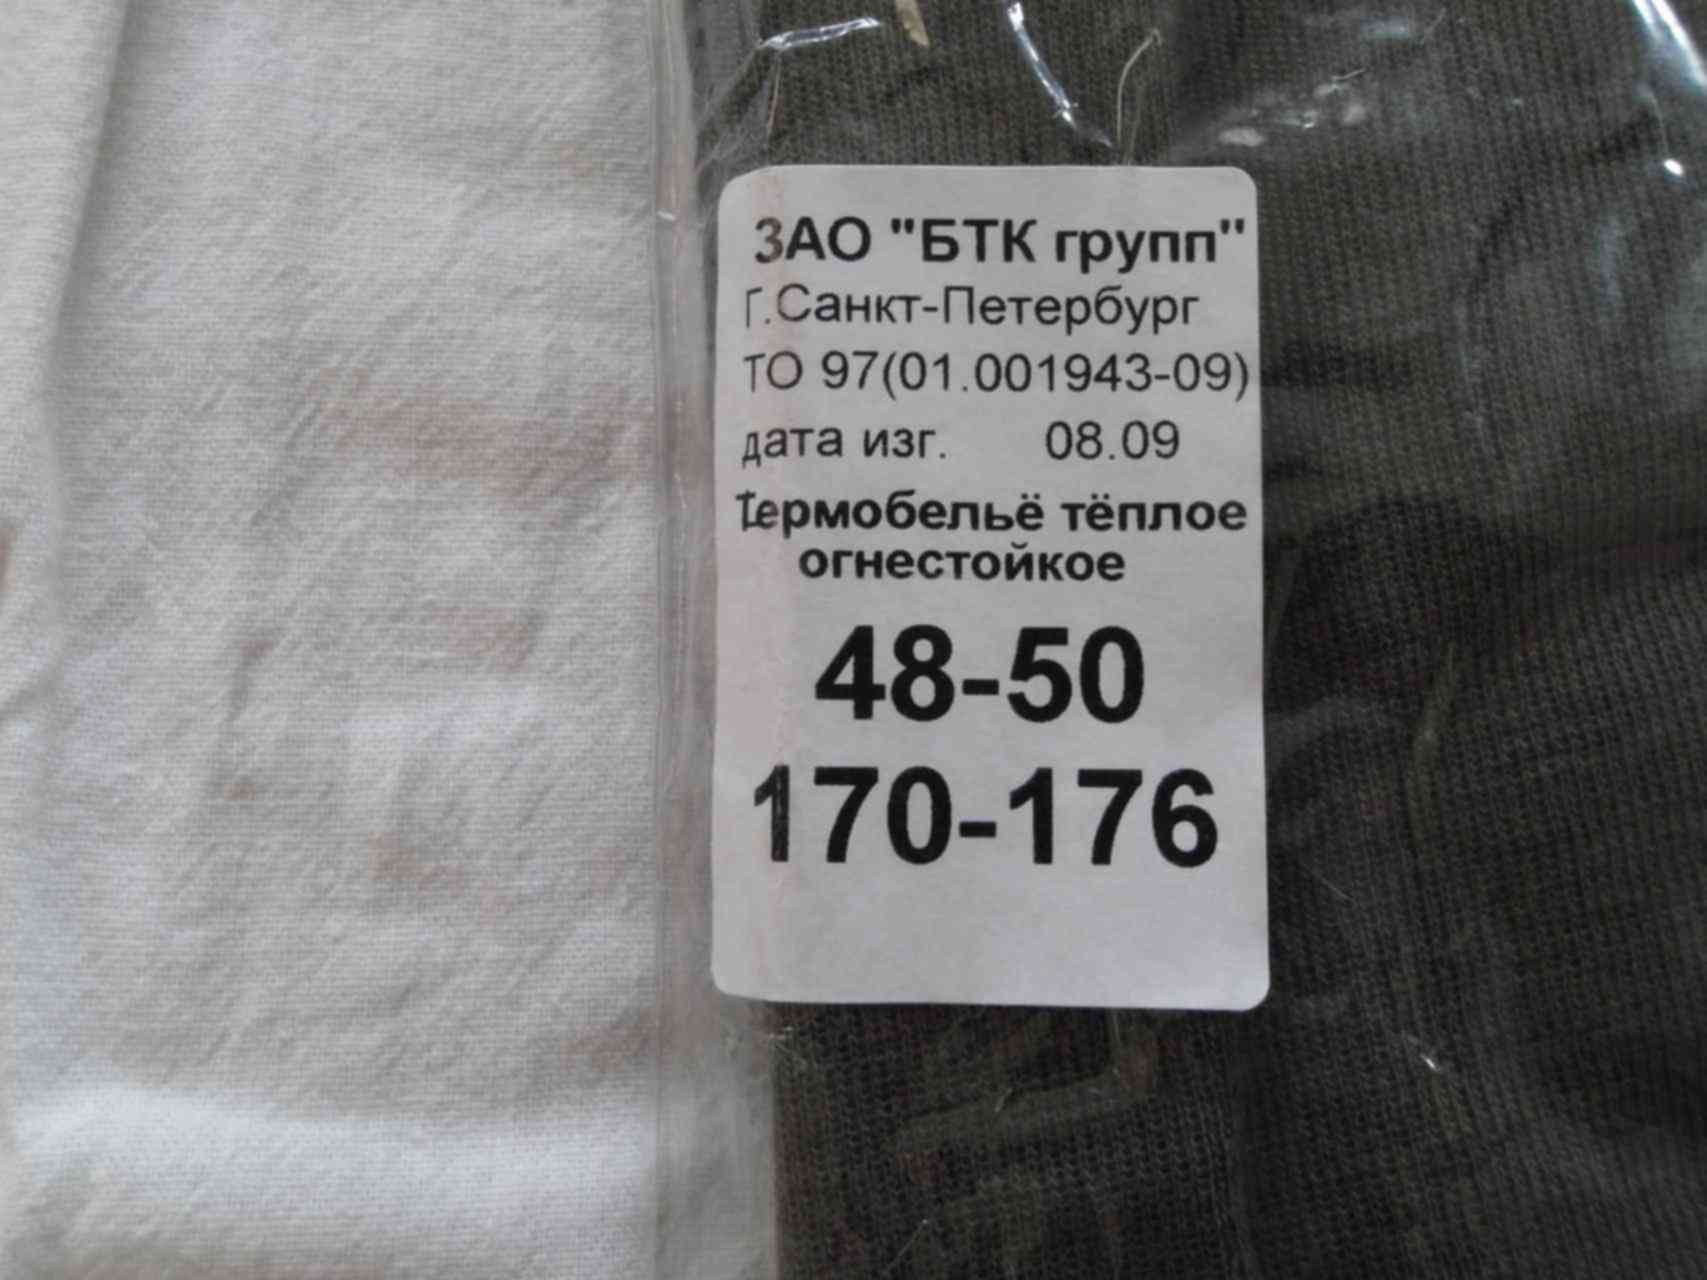 ЗАО "БТК групп"
Г.Санкт-Петербург
ТО 97(01.001943-09)
дата изг. 08.09
Термобельё тёплое
огнестойкое
48-50
170-176